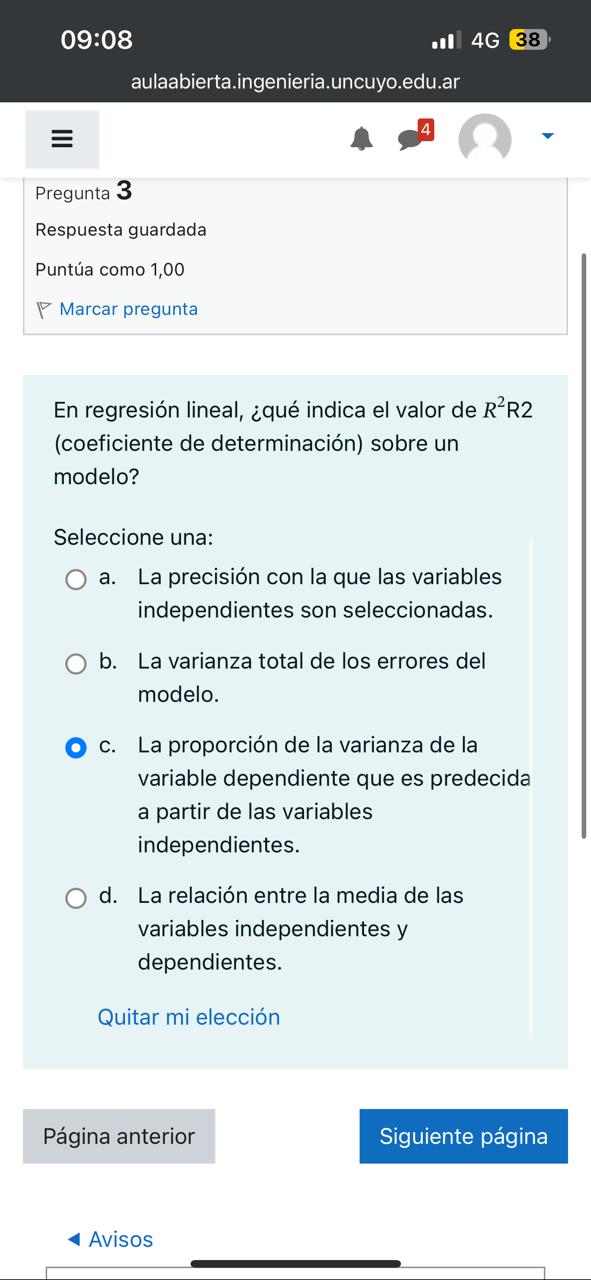 09:08
4G 38
aulaabierta.ingenieria.uncuyo.edu.ar
4
Pregunta 3
Respuesta guardada
Puntúa como 1,00
Marcar pregunta
En regresión lineal, ¿qué indica el valor de R²R2
(coeficiente de determinación) sobre un
modelo?
Seleccione una:
a. La precisión con la que las variables
independientes son seleccionadas.
b. La varianza total de los errores del
modelo.
c. La proporción de la varianza de la
variable dependiente que es predecida
a partir de las variables
independientes.
d. La relación entre la media de las
variables independientes y
dependientes.
Quitar mi elección
Página anterior
Siguiente página
◄ Avisos